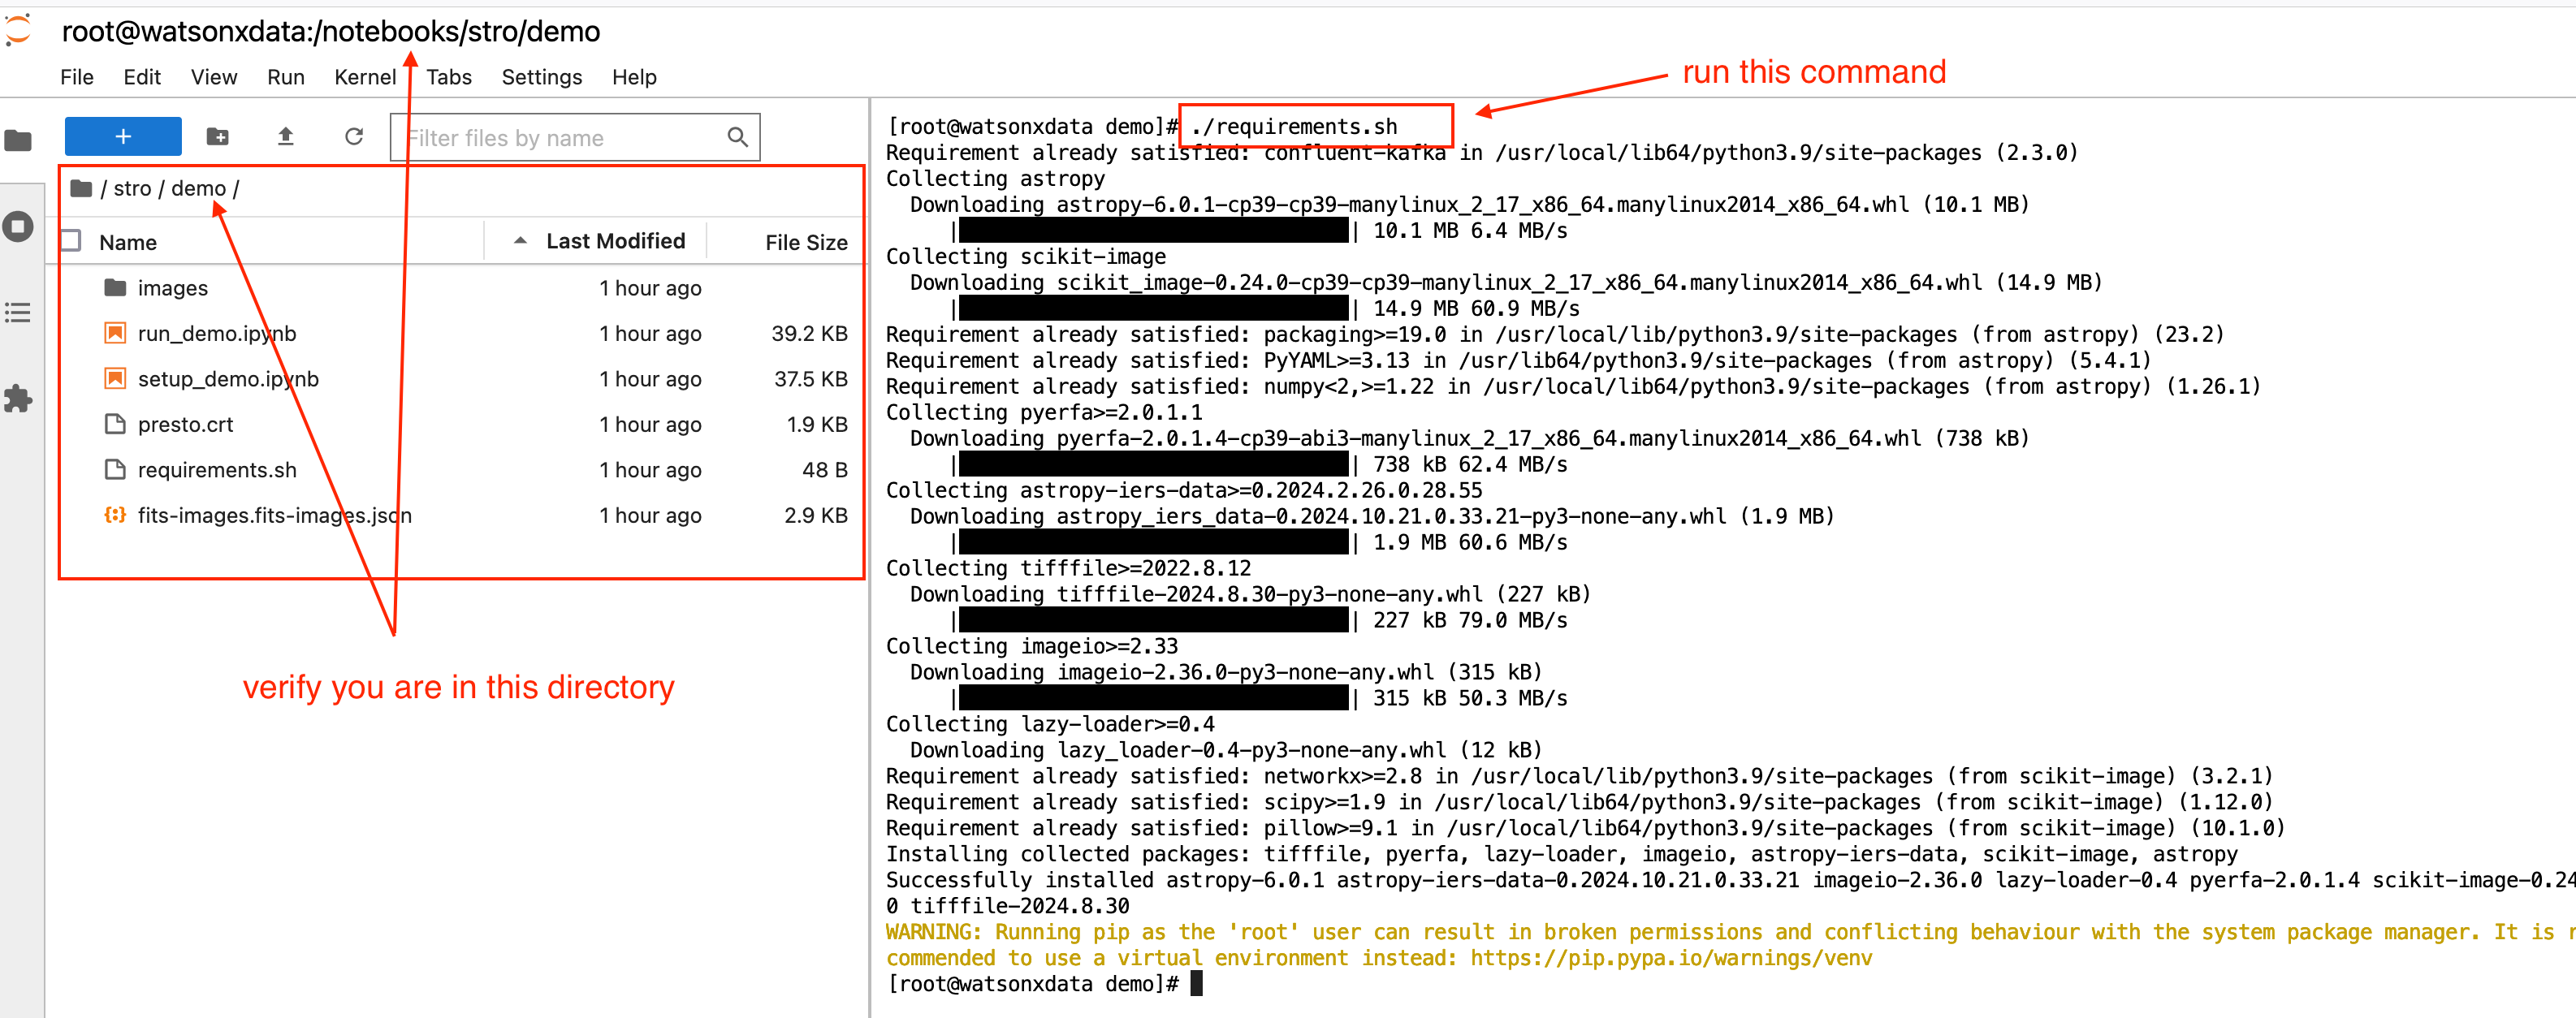 root@watsonxdata:/notebooks/stro/demo
File Edit View Run Kernel Tabs Settings Help
run this command
+ Filter files by name
/ stro / demo /
Name Last Modified File Size
images 1 hour ago
run_demo.ipynb 1 hour ago 39.2 KB
setup_demo.ipynb 1 hour ago 37.5 KB
presto.crt 1 hour ago 1.9 KB
requirements.sh 1 hour ago 48 B
fits-images.fits-images.json 1 hour ago 2.9 KB
verify you are in this directory
[root@watsonxdata demo]# ./requirements.sh
Requirement already satisfied: confluent-kafka in /usr/local/lib64/python3.9/site-packages (2.3.0)
Collecting astropy
Downloading astropy-6.0.1-cp39-cp39-manylinux_2_17_x86_64.manylinux2014_x86_64.whl (10.1 MB)
| | 10.1 MB 6.4 MB/s
Collecting scikit-image
Downloading scikit_image-0.24.0-cp39-cp39-manylinux_2_17_x86_64.manylinux2014_x86_64.whl (14.9 MB)
| | 14.9 MB 60.9 MB/s
Requirement already satisfied: packaging>=19.0 in /usr/local/lib/python3.9/site-packages (from astropy) (23.2)
Requirement already satisfied: PyYAML>=3.13 in /usr/lib64/python3.9/site-packages (from astropy) (5.4.1)
Requirement already satisfied: numpy<2,>=1.22 in /usr/local/lib64/python3.9/site-packages (from astropy) (1.26.1)
Collecting pyerfa>=2.0.1.1
Downloading pyerfa-2.0.1.4-cp39-abi3-manylinux_2_17_x86_64.manylinux2014_x86_64.whl (738 kB)
| | 738 kB 62.4 MB/s
Collecting astropy-iers-data>=0.2024.2.26.0.28.55
Downloading astropy_iers_data-0.2024.10.21.0.33.21-py3-none-any.whl (1.9 MB)
| | 1.9 MB 60.6 MB/s
Collecting tifffile>=2022.8.12
Downloading tifffile-2024.8.30-py3-none-any.whl (227 kB)
| | 227 kB 79.0 MB/s
Collecting imageio>=2.33
Downloading imageio-2.36.0-py3-none-any.whl (315 kB)
| | 315 kB 50.3 MB/s
Collecting lazy-loader>=0.4
Downloading lazy_loader-0.4-py3-none-any.whl (12 kB)
Requirement already satisfied: networkx>=2.8 in /usr/local/lib/python3.9/site-packages (from scikit-image) (3.2.1)
Requirement already satisfied: scipy>=1.9 in /usr/local/lib64/python3.9/site-packages (from scikit-image) (1.12.0)
Requirement already satisfied: pillow>=9.1 in /usr/local/lib64/python3.9/site-packages (from scikit-image) (10.1.0)
Installing collected packages: tifffile, pyerfa, lazy-loader, imageio, astropy-iers-data, scikit-image, astropy
Successfully installed astropy-6.0.1 astropy-iers-data-0.2024.10.21.0.33.21 imageio-2.36.0 lazy-loader-0.4 pyerfa-2.0.1.4 scikit-image-0.24
0 tifffile-2024.8.30
WARNING: Running pip as the 'root' user can result in broken permissions and conflicting behaviour with the system package manager. It is r
commended to use a virtual environment instead: https://pip.pypa.io/warnings/venv
[root@watsonxdata demo]#